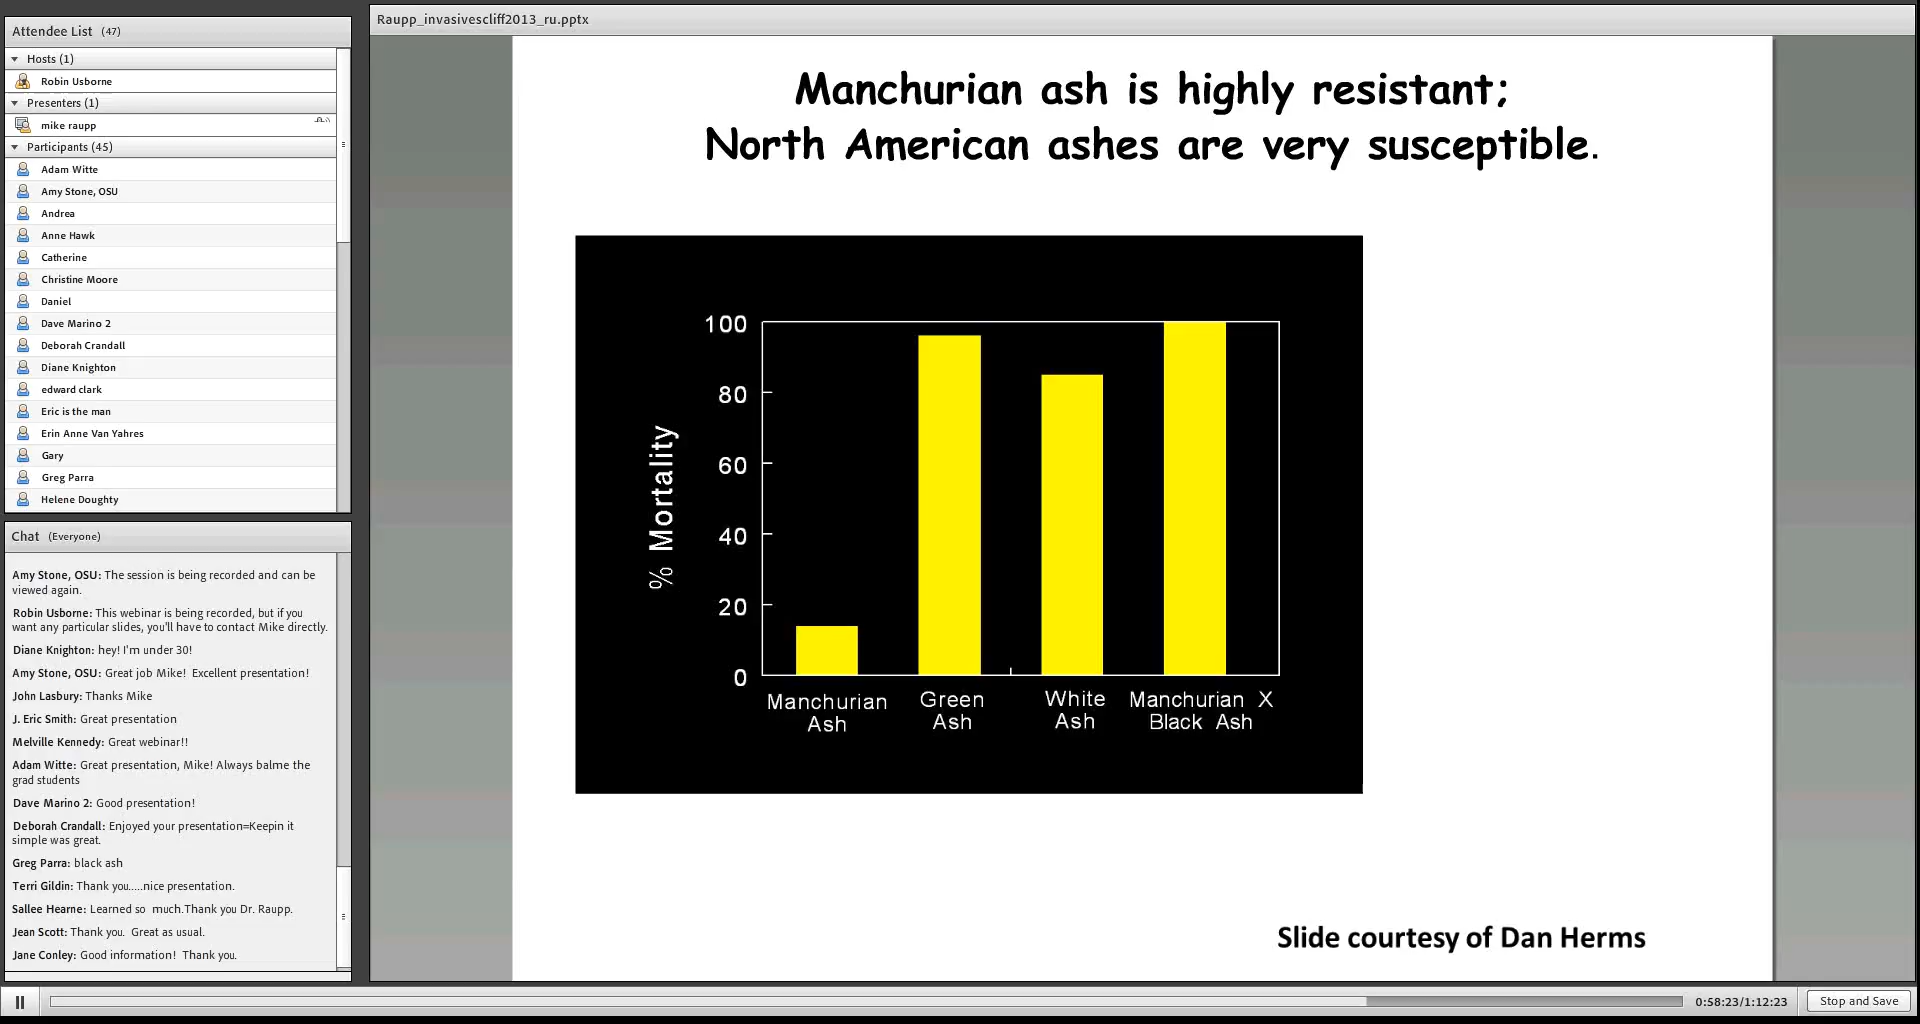 Attendee List (47)
Hosts (1)
Robin Usborne
Presenters (1)
mike raupp
Participants (45)
Adam Witte
Amy Stone, OSU
Andrea
Anne Hawk
Catherine
Christine Moore
Daniel
Dave Marino 2
Deborah Crandall
Diane Knighton
edward clark
Eric is the man
Erin Anne Van Yahres
Gary
Greg Parra
Helene Doughty
Chat (Everyone)
Amy Stone, OSU: The session is being recorded and can be
viewed again.
Robin Usborne: This webinar is being recorded, but if you
want any particular slides, you'll have to contact Mike directly.
Diane Knighton: hey! I'm under 30!
Amy Stone, OSU: Great job Mike! Excellent presentation!
John Lasbury: Thanks Mike
J. Eric Smith: Great presentation
Melville Kennedy: Great webinar!!
Adam Witte: Great presentation, Mike! Always balme the
grad students
Dave Marino 2: Good presentation!
Deborah Crandall: Enjoyed your presentation=Keepin it
simple was great.
Greg Parra: black ash
Terri Gildin: Thank you.....nice presentation.
Sallee Hearne: Learned so much.Thank you Dr. Raupp.
Jean Scott: Thank you. Great as usual.
Jane Conley: Good information! Thank you.
Raupp_invasivescliff2013_ru.pptx
Manchurian ash is highly resistant;
North American ashes are very susceptible.
% Mortality
100
80
60
40
20
0
Manchurian
Ash
Green
Ash
White
Ash
Manchurian X
Black Ash
Slide courtesy of Dan Herms
0:58:23/1:12:23
Stop and Save